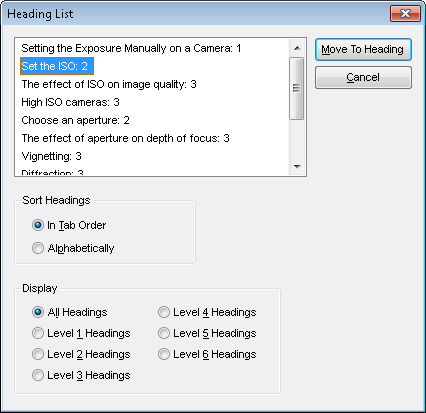 Heading List
Setting the Exposure Manually on a Camera: 1
Set the ISO: 2
The effect of ISO on image quality: 3
High ISO cameras: 3
Choose an aperture: 2
The effect of aperture on depth of focus: 3
Vignetting: 3
Diffraction: 3
Move To Heading
Cancel
Sort Headings
In Tab Order
Alphabetically
Display
All Headings
Level 1 Headings
Level 2 Headings
Level 3 Headings
Level 4 Headings
Level 5 Headings
Level 6 Headings